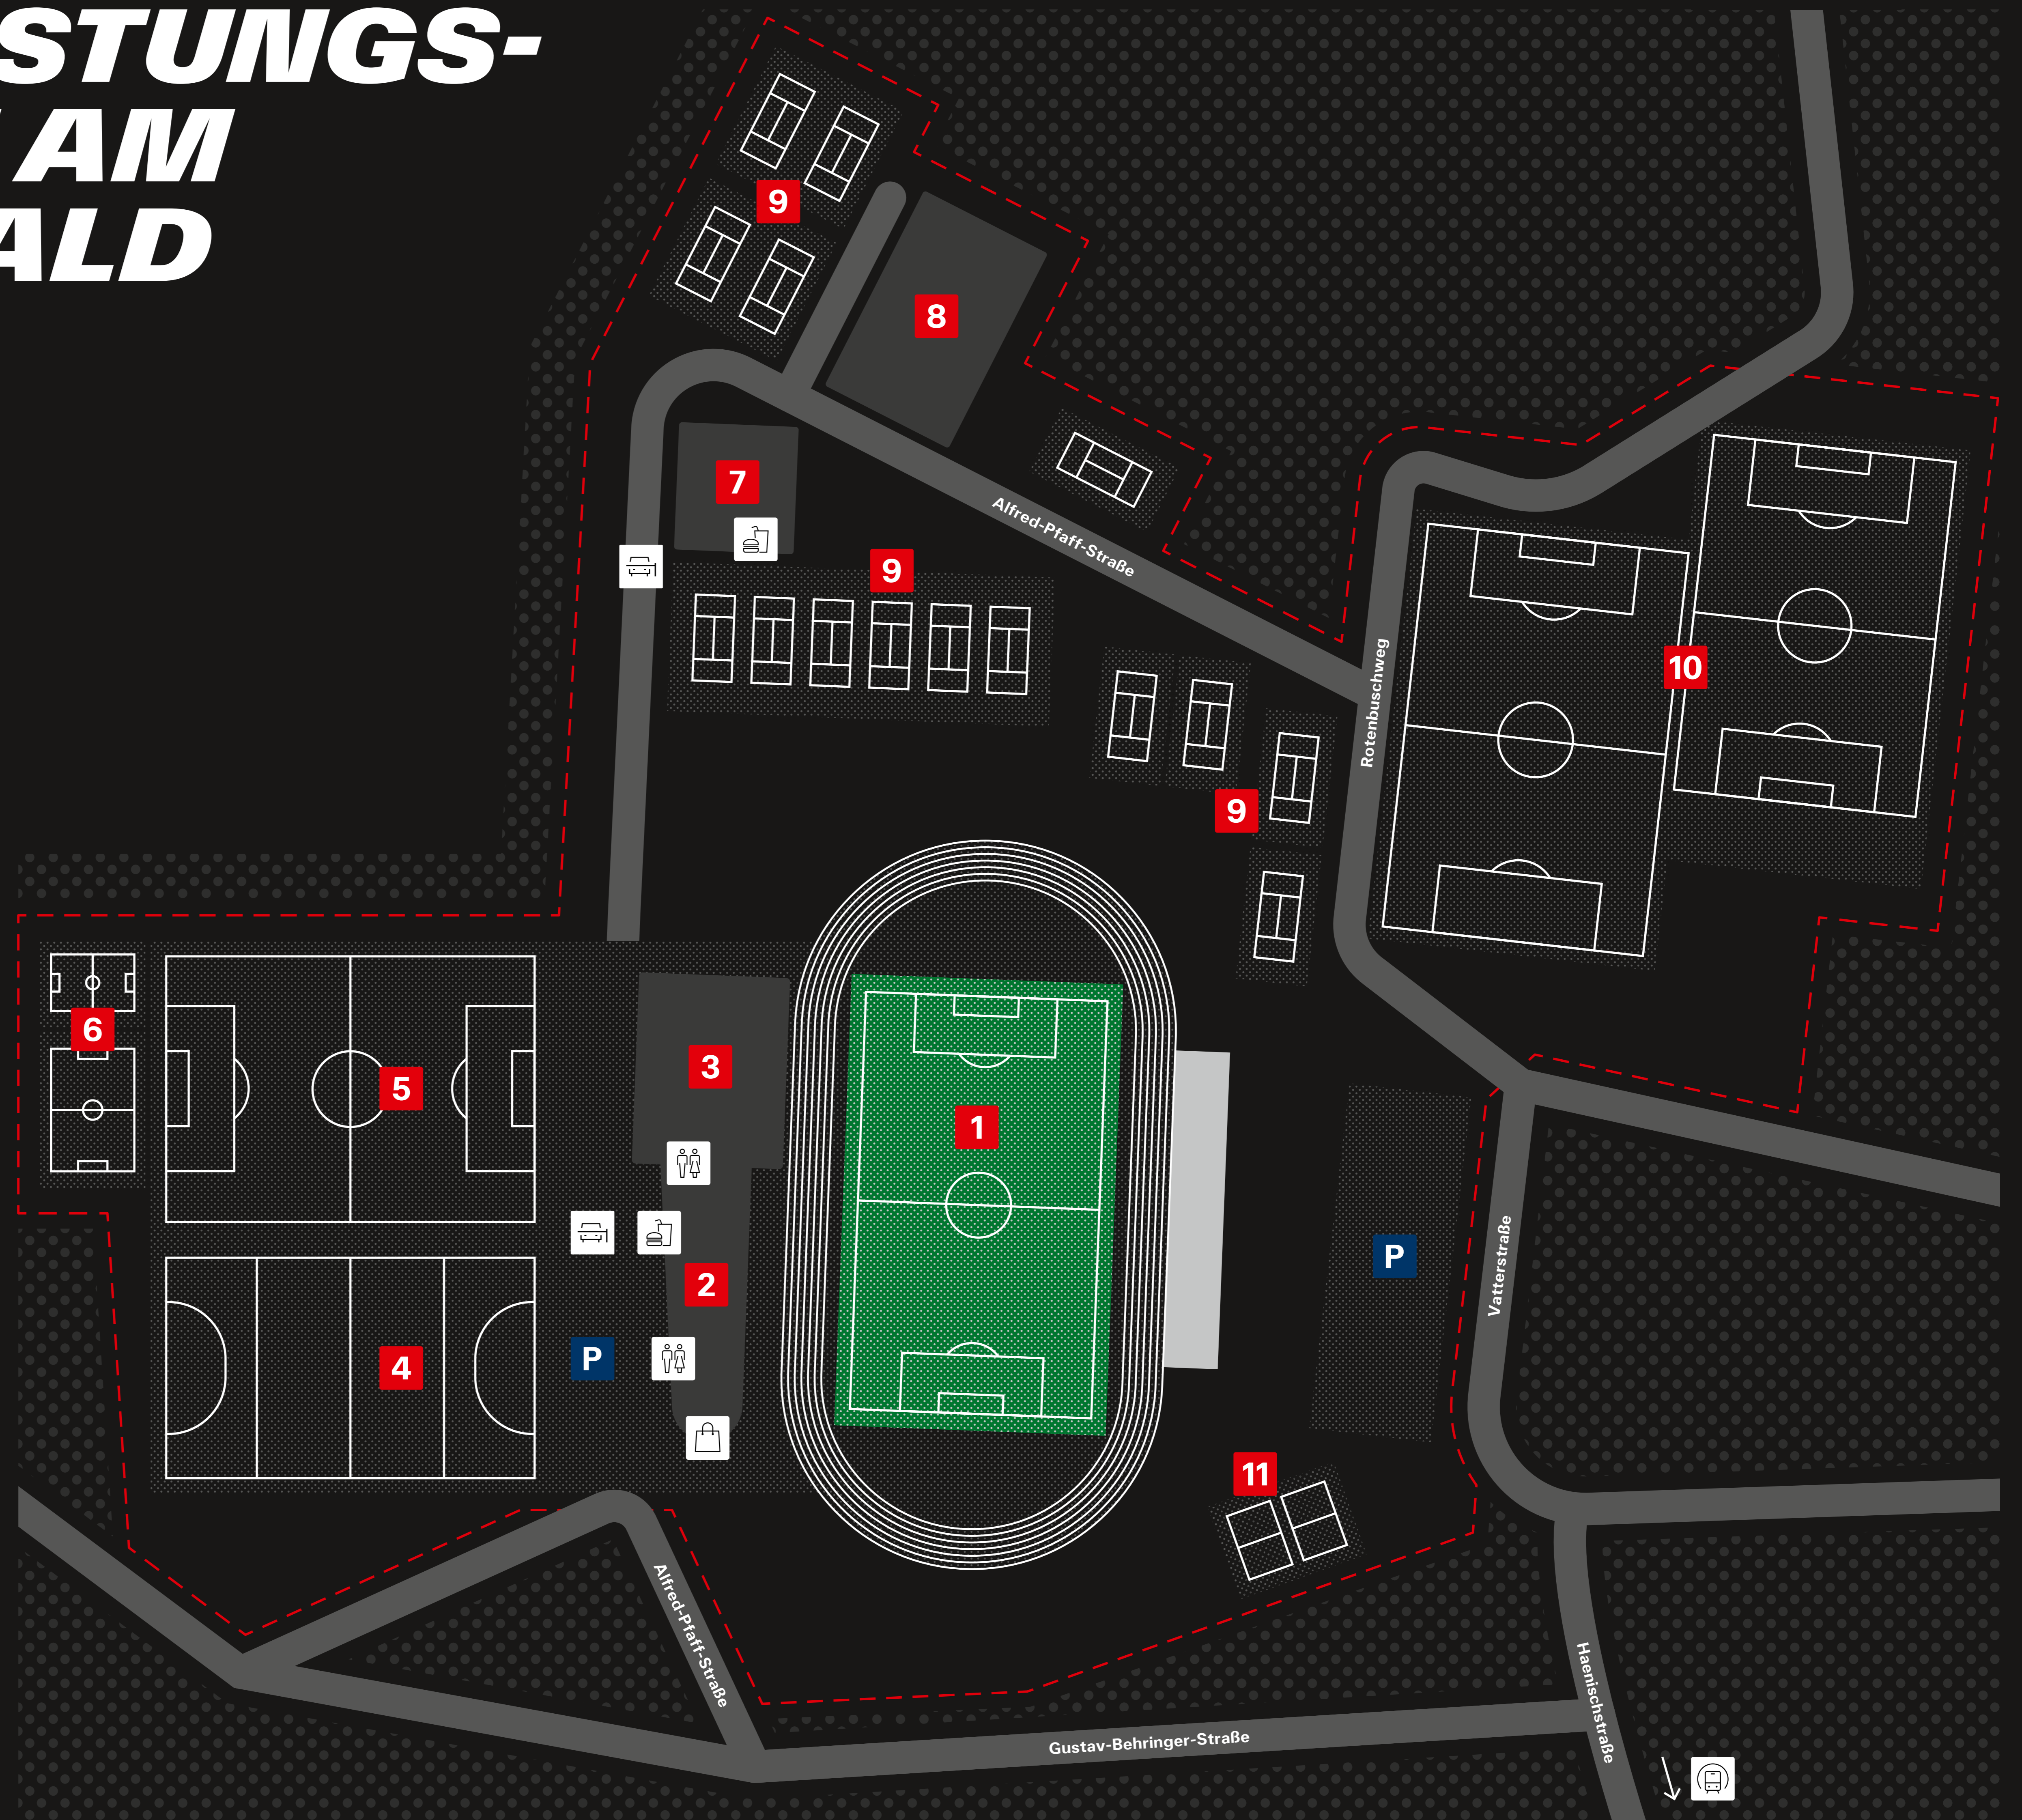 STUNGS-
AM
ALD
9
8
7
Alfred-Pfaff-Straße
9
Rotenbuschweg
10
9
6
5
3
1
2
4
P
P
Vatterstraße
11
Alfred-Pfaff-Straße
Haenischstraße
Gustav-Behringer-Straße